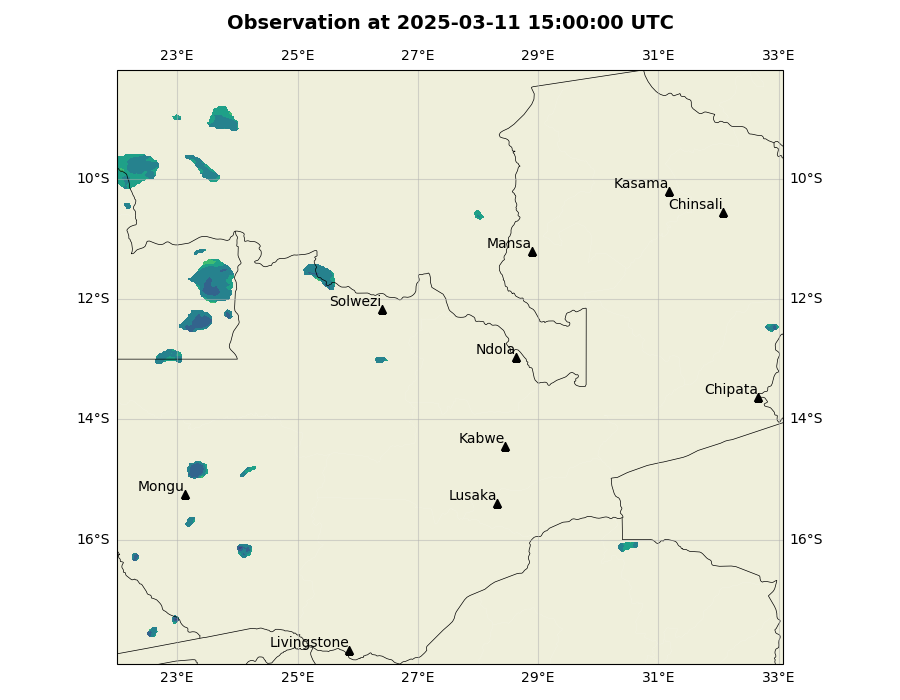 Observation at 2025-03-11 15:00:00 UTC
23°E 25°E 27°E 29°E 31°E 33°E
10°S 10°S
Kasama
Chinsali
Mansa
12°S 12°S
Solwezi
Ndola
Chipata
14°S 14°S
Kabwe
Mongu
Lusaka
16°S 16°S
Livingstone
23°E 25°E 27°E 29°E 31°E 33°E